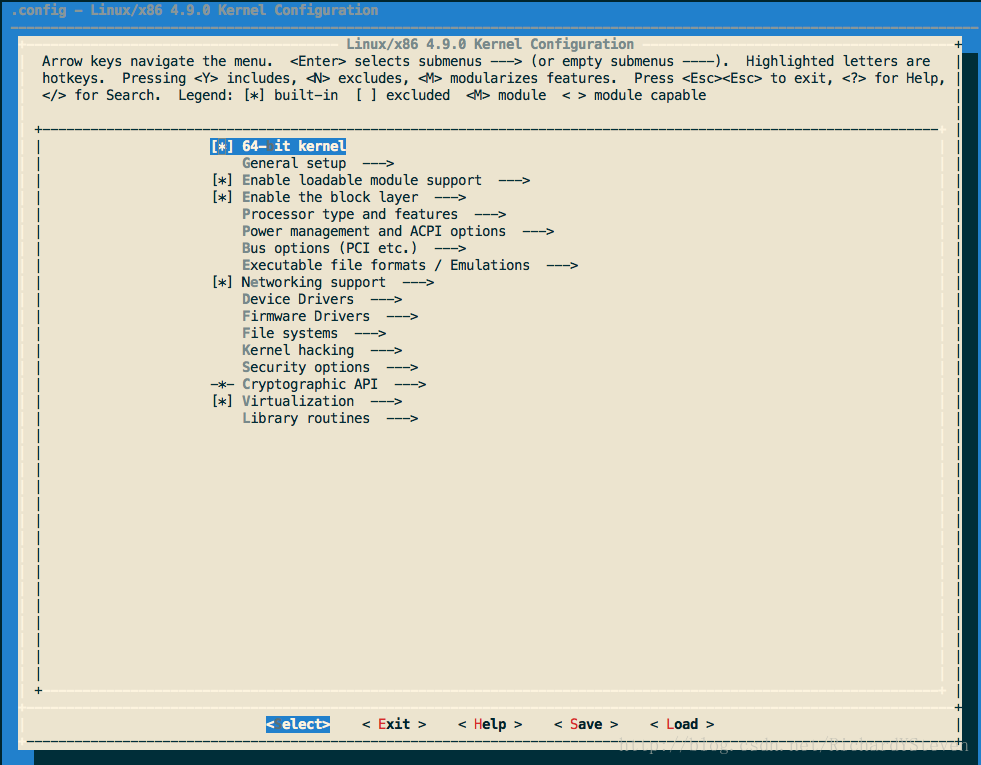 .config - Linux/x86 4.9.0 Kernel Configuration
Linux/x86 4.9.0 Kernel Configuration
Arrow keys navigate the menu.  <Enter> selects submenus ---> (or empty submenus ----).  Highlighted letters are
hotkeys.  Pressing <Y> includes, <N> excludes, <M> modularizes features.  Press <Esc><Esc> to exit, <?> for Help,
</> for Search.  Legend: [*] built-in  [ ] excluded  <M> module  < > module capable
[*] 64- it kernel
General setup  --->
[*] Enable loadable module support  --->
[*] Enable the block layer  --->
Processor type and features  --->
Power management and ACPI options  --->
Bus options (PCI etc.)  --->
Executable file formats / Emulations  --->
[*] Networking support  --->
Device Drivers  --->
Firmware Drivers  --->
File systems  --->
Kernel hacking  --->
Security options  --->
-*- Cryptographic API  --->
[*] Virtualization  --->
Library routines  --->
< elect>    < Exit >    < Help >    < Save >    < Load >